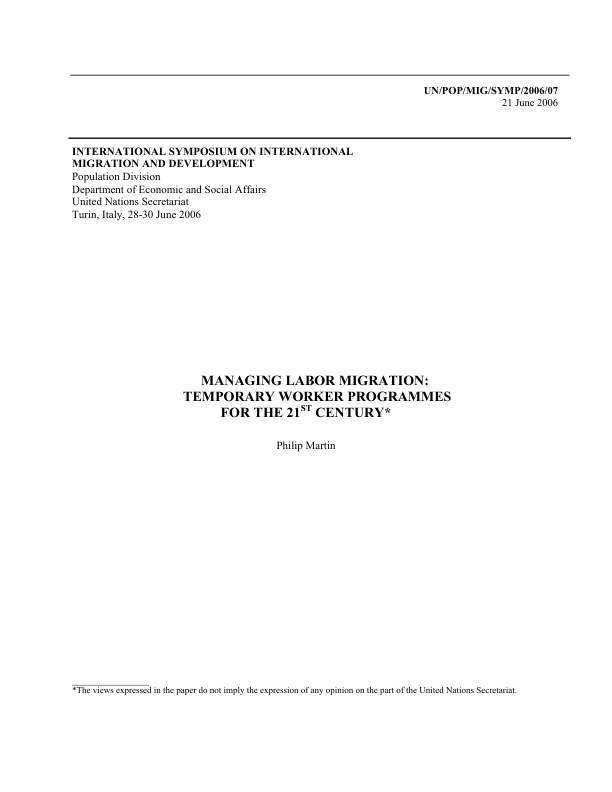 UN/POP/MIG/SYMP/2006/07
21 June 2006
INTERNATIONAL SYMPOSIUM ON INTERNATIONAL
MIGRATION AND DEVELOPMENT
Population Division
Department of Economic and Social Affairs
United Nations Secretariat
Turin, Italy, 28-30 June 2006
MANAGING LABOR MIGRATION:
TEMPORARY WORKER PROGRAMMES
FOR THE 21ST CENTURY*
Philip Martin
*The views expressed in the paper do not imply the expression of any opinion on the part of the United Nations Secretariat.